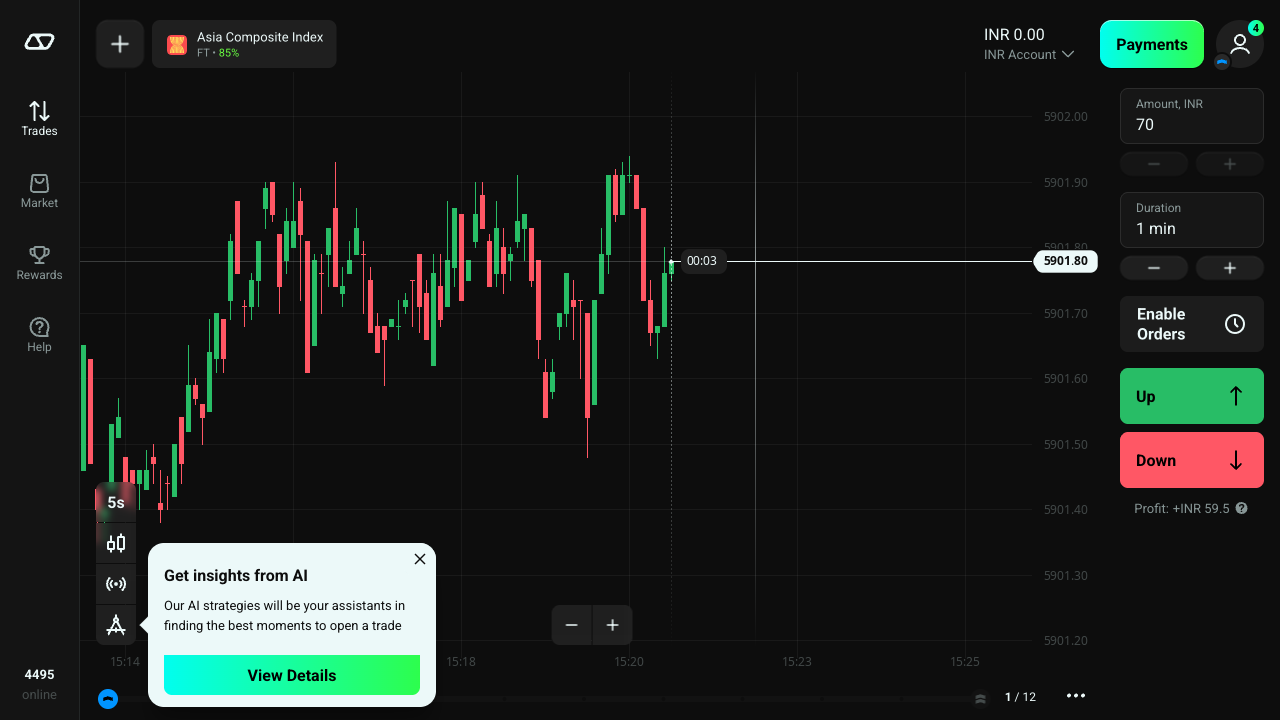 Trades
Market
Rewards
Help
4495
online
Asia Composite Index
FT • 85%
INR 0.00
INR Account
Payments
4
5902.00
5901.90
5901.80
5901.80
5901.70
5901.60
5901.50
5901.40
5901.30
5901.20
00:03
5s
Get insights from AI
Our AI strategies will be your assistants in
finding the best moments to open a trade
View Details
15:14
15:18
15:20
15:23
15:25
1 / 12
Amount, INR
70
Duration
1 min
Enable
Orders
Up
Down
Profit: +INR 59.5